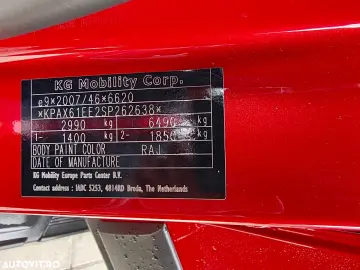 KG Mobility Corp.
e9*2007/46*6620
*KPAX61EF2SP262638*
2990 kg 6490 kg
1- 1400 kg 2- 1850 kg
BODY PAINT COLOR RAJ
DATE OF MANUFACTURE
KG Mobility Europe Parts Center B.V.
Contact address : IABC 5253, 4814RD Breda, The Netherlands
AUTOVIT.RO